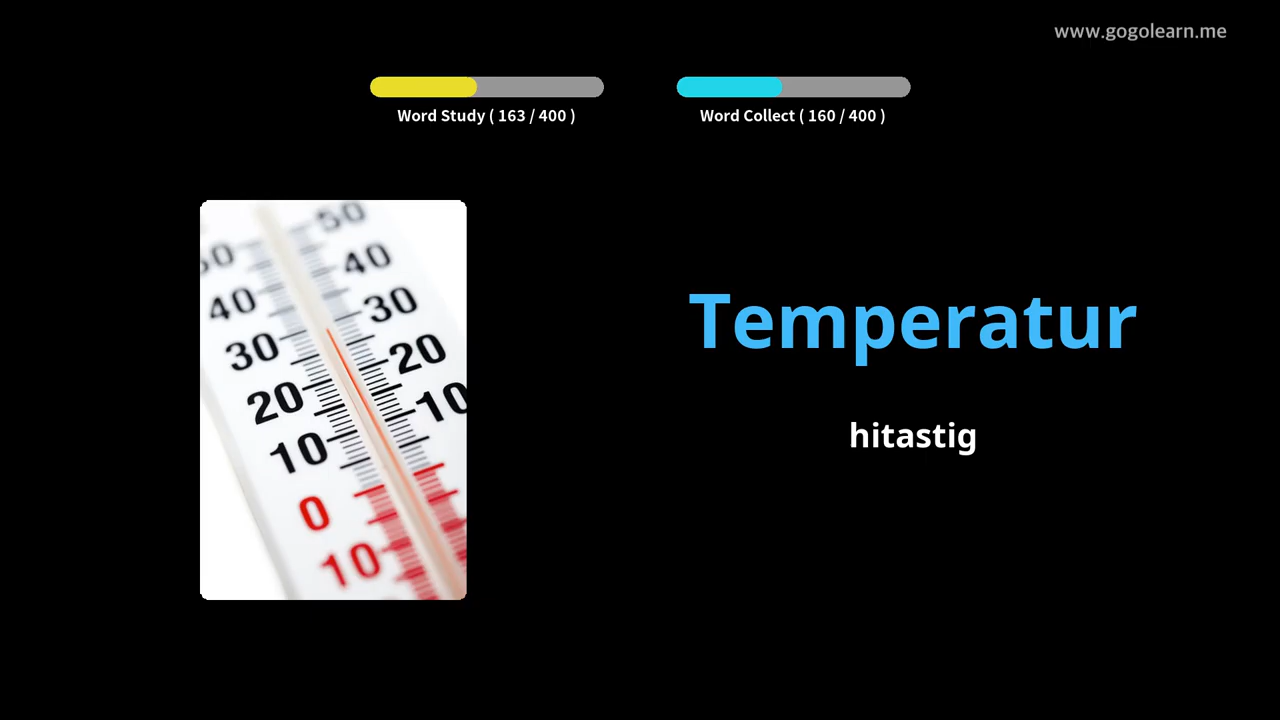 www.gogolearn.me
Word Study ( 163 / 400 )
Word Collect ( 160 / 400 )
50
40
40
30
30
20
20
10
10
0
10
Temperatur
hitastig